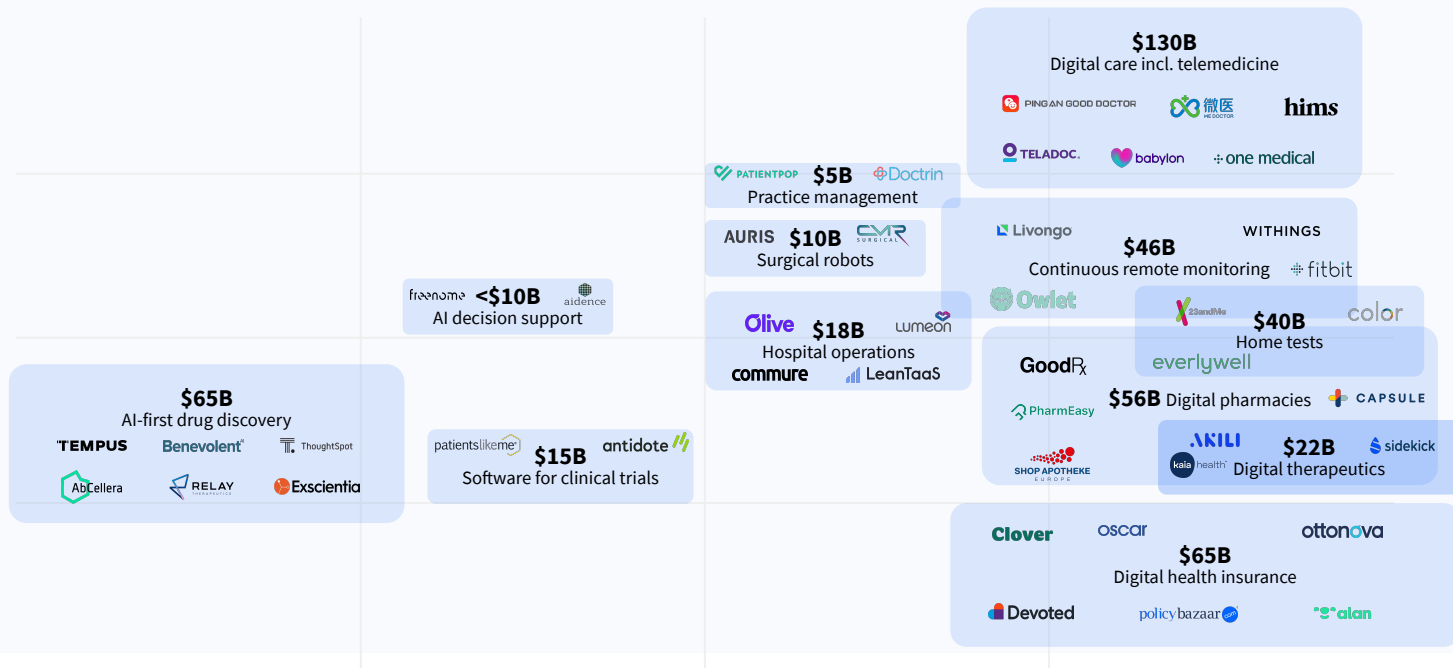 $130B
Digital care incl. telemedicine
PING AN GOOD DOCTOR
微医
WE DOCTOR
hims
TELADOC.
babylon
one medical
PATIENTPOP
$5B
Doctrin
Practice management
AURIS
$10B
CMR
SURGICAL
Surgical robots
Livongo
WITHINGS
$46B
Continuous remote monitoring
fitbit
Owlet
freenome
<$10B
aidence
AI decision support
Olive
$18B
LUMEON
Hospital operations
commure
LeanTaaS
23andMe
$40B
color
Home tests
everlywell
GoodRx
$56B Digital pharmacies
CAPSULE
PharmEasy
SHOP APOTHEKE
EUROPE
AKILI
$22B
sidekick
kaia health
Digital therapeutics
$65B
AI-first drug discovery
TEMPUS
Benevolent
AI
ThoughtSpot
AbCellera
RELAY
THERAPEUTICS
Exscientia
patientslikeme
$15B
antidote
Software for clinical trials
Clover
oscar
ottonova
$65B
Digital health insurance
Devoted
policybazaar
.com
alan